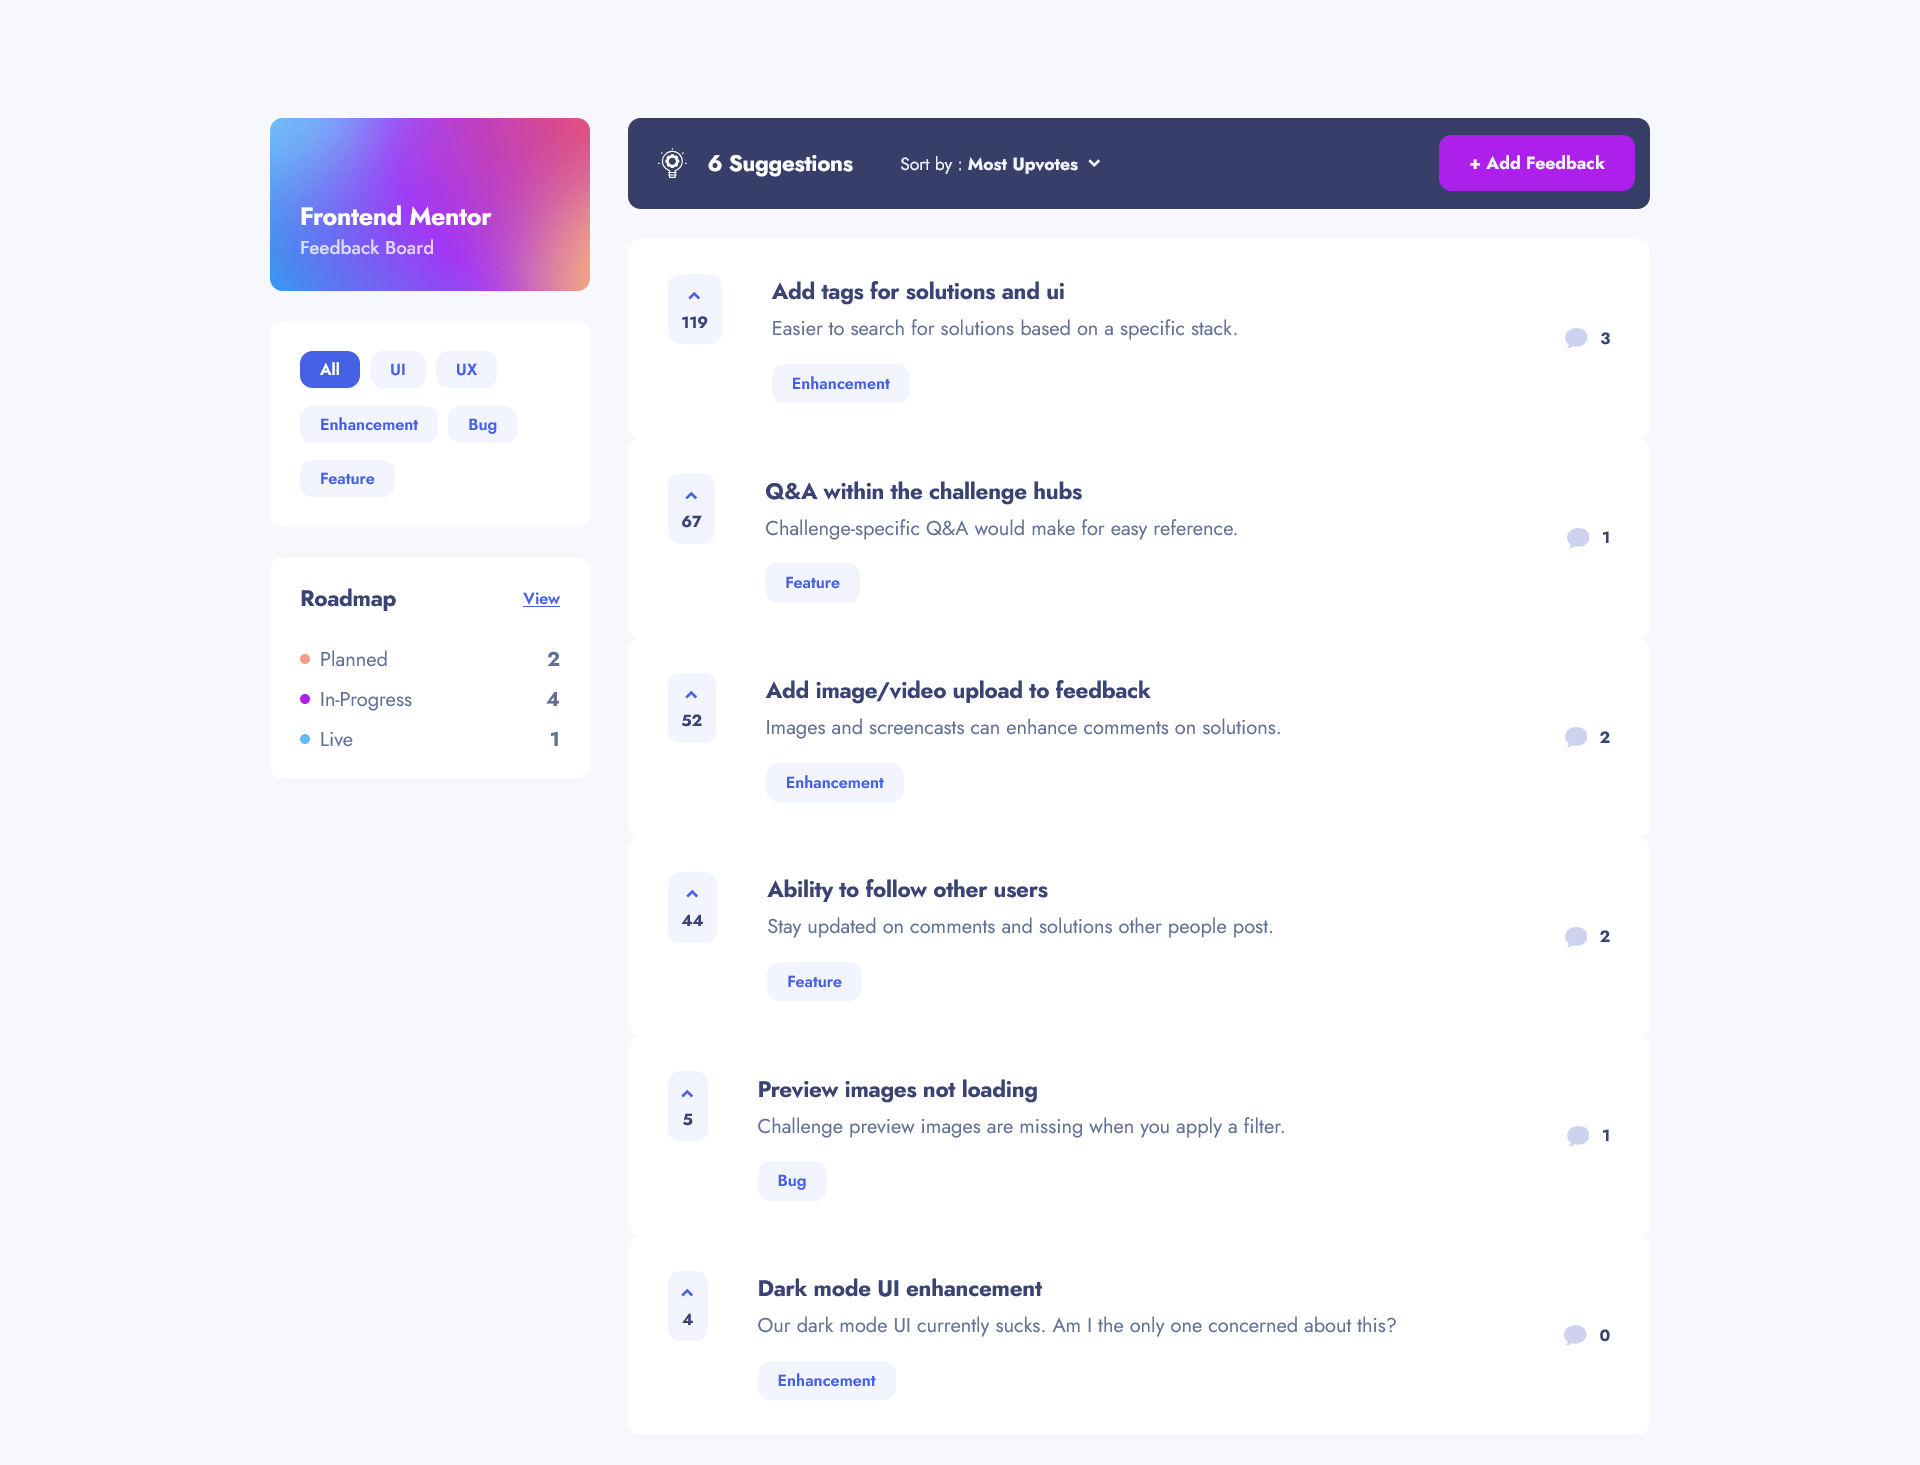 Frontend Mentor
Feedback Board
All
UI
UX
Enhancement
Bug
Feature
Roadmap
View
Planned 2
In-Progress 4
Live 1
6 Suggestions
Sort by : Most Upvotes
+ Add Feedback
119
Add tags for solutions and ui
Easier to search for solutions based on a specific stack.
Enhancement
3
67
Q&A within the challenge hubs
Challenge-specific Q&A would make for easy reference.
Feature
1
52
Add image/video upload to feedback
Images and screencasts can enhance comments on solutions.
Enhancement
2
44
Ability to follow other users
Stay updated on comments and solutions other people post.
Feature
2
5
Preview images not loading
Challenge preview images are missing when you apply a filter.
Bug
1
4
Dark mode UI enhancement
Our dark mode UI currently sucks. Am I the only one concerned about this?
Enhancement
0